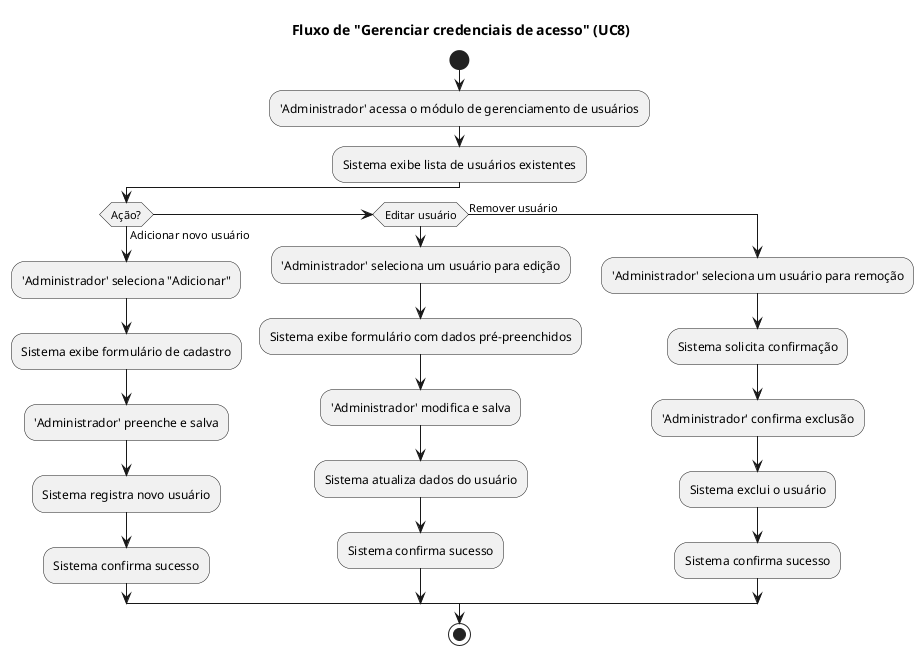 Fluxo de "Gerenciar credenciais de acesso" (UC8)
'Administrador' acessa o módulo de gerenciamento de usuários
Sistema exibe lista de usuários existentes
Ação?
Adicionar novo usuário
'Administrador' seleciona "Adicionar"
Sistema exibe formulário de cadastro
'Administrador' preenche e salva
Sistema registra novo usuário
Sistema confirma sucesso
Editar usuário
'Administrador' seleciona um usuário para edição
Sistema exibe formulário com dados pré-preenchidos
'Administrador' modifica e salva
Sistema atualiza dados do usuário
Sistema confirma sucesso
Remover usuário
'Administrador' seleciona um usuário para remoção
Sistema solicita confirmação
'Administrador' confirma exclusão
Sistema exclui o usuário
Sistema confirma sucesso